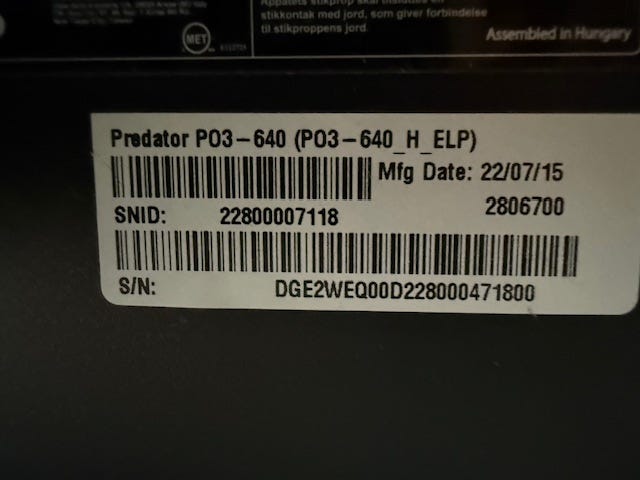 Apparatets stikprop skal tilsluttes en
stikkontak med jord, som giver forbindelse
til stikproppens jord.
MET
Assembled in Hungary
Predator PO3-640 (PO3-640_H_ELP)
Mfg Date: 22/07/15
SNID: 22800007118
2806700
S/N: DGE2WEQ00D228000471800